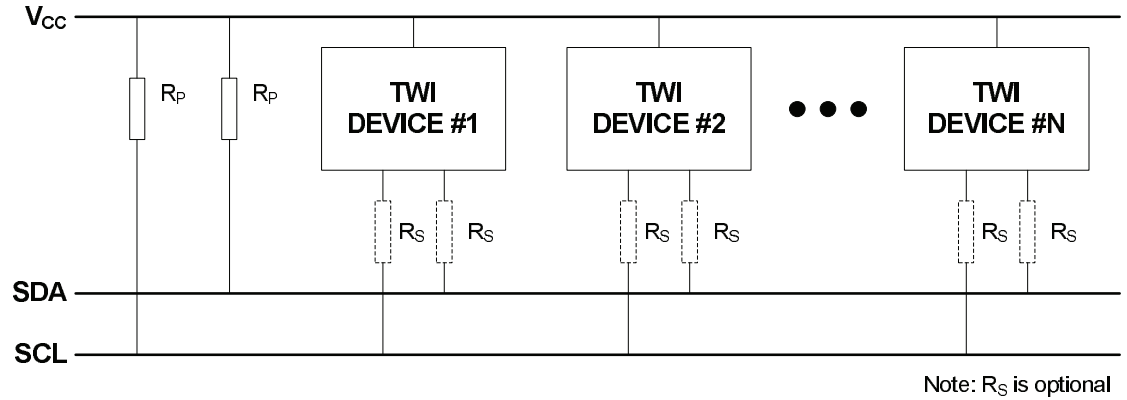 VCC
RP RP
TWI DEVICE #1
TWI DEVICE #2
TWI DEVICE #N
RS RS RS RS RS RS
SDA
SCL
Note: RS is optional